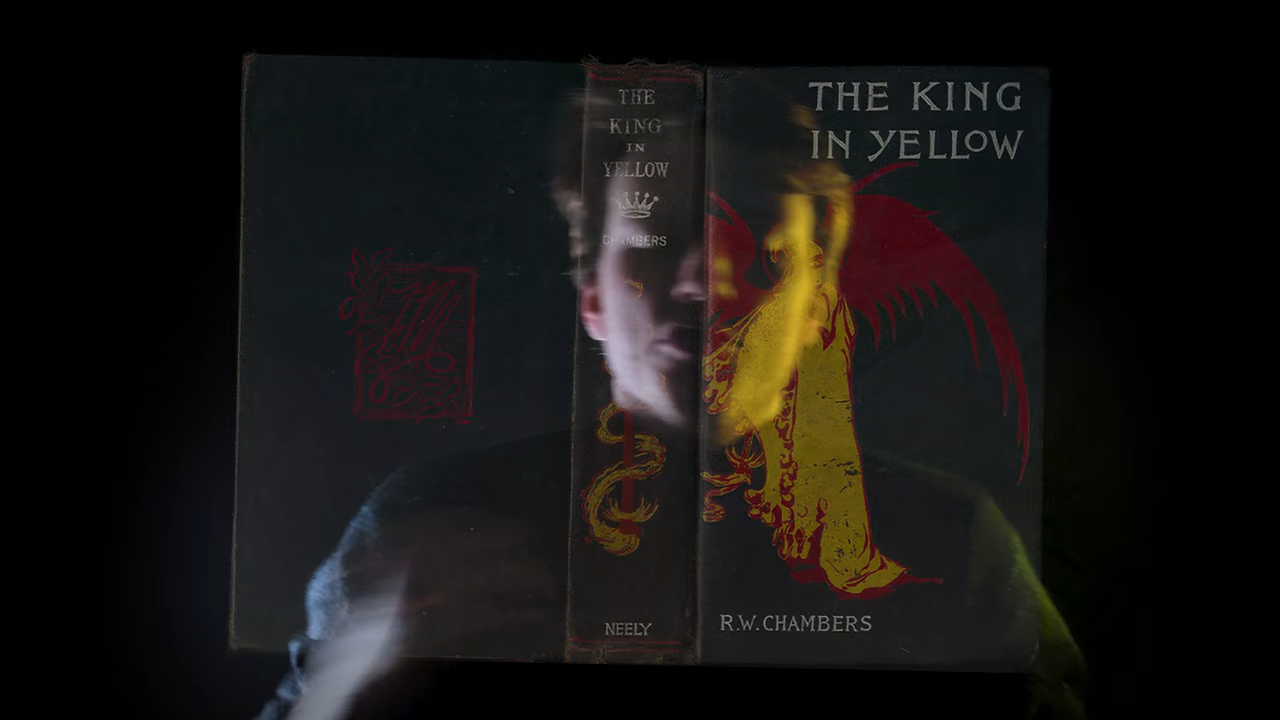 THE
KING
IN
YELLOW
CHAMBERS
NEELY
THE KING
IN YELLOW
R.W. CHAMBERS